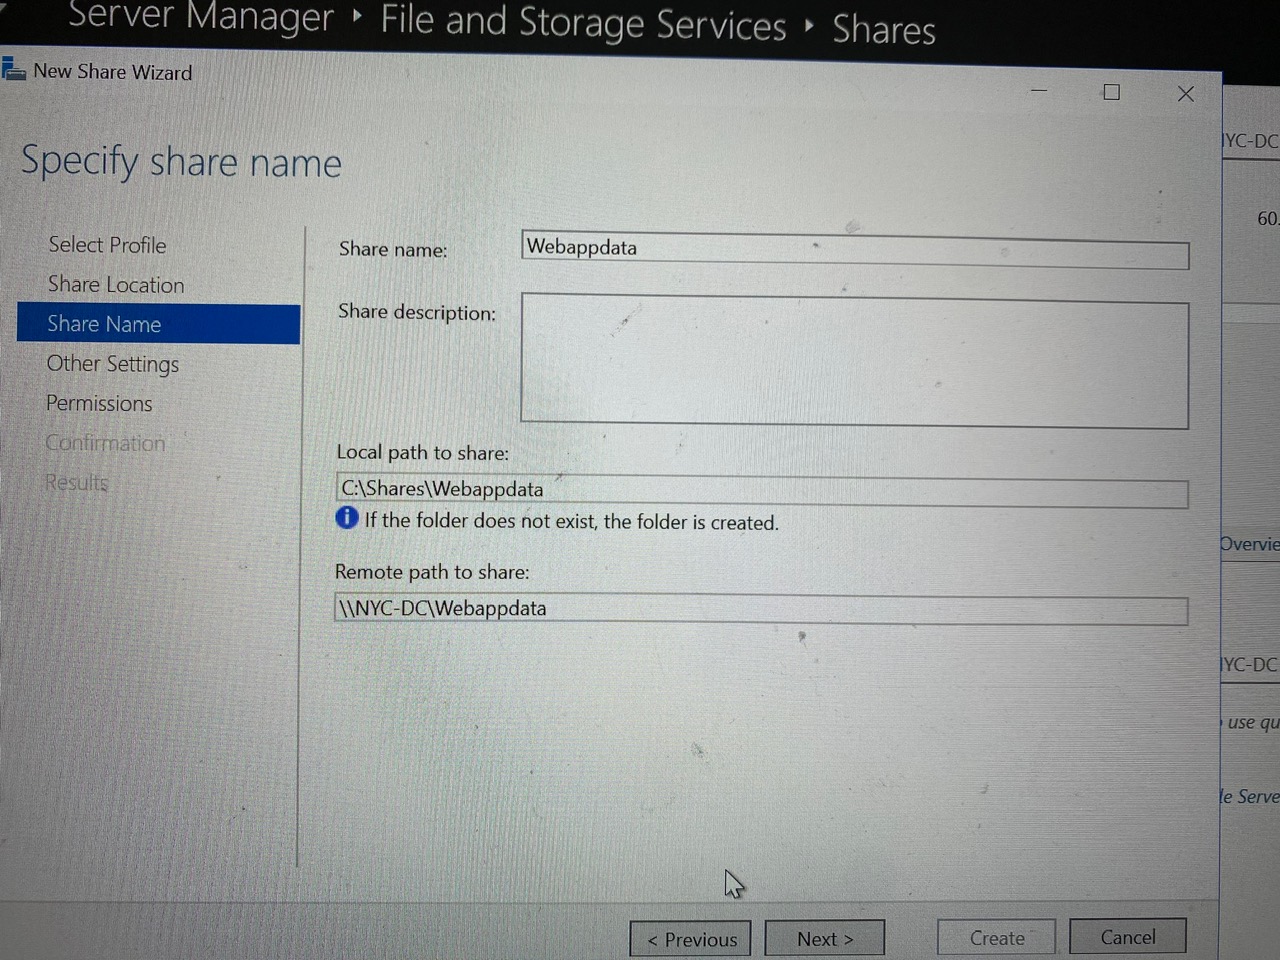 Server Manager ‣ File and Storage Services ‣ Shares
New Share Wizard
Specify share name
Select Profile
Share Location
Share Name
Other Settings
Permissions
Confirmation
Results
Share name:
Webappdata
Share description:
Local path to share:
C:\Shares\Webappdata
If the folder does not exist, the folder is created.
Remote path to share:
\\NYC-DC\Webappdata
< Previous
Next >
Create
Cancel
YC-DC
60.
Overvie
YC-DC
use qu
le Serve